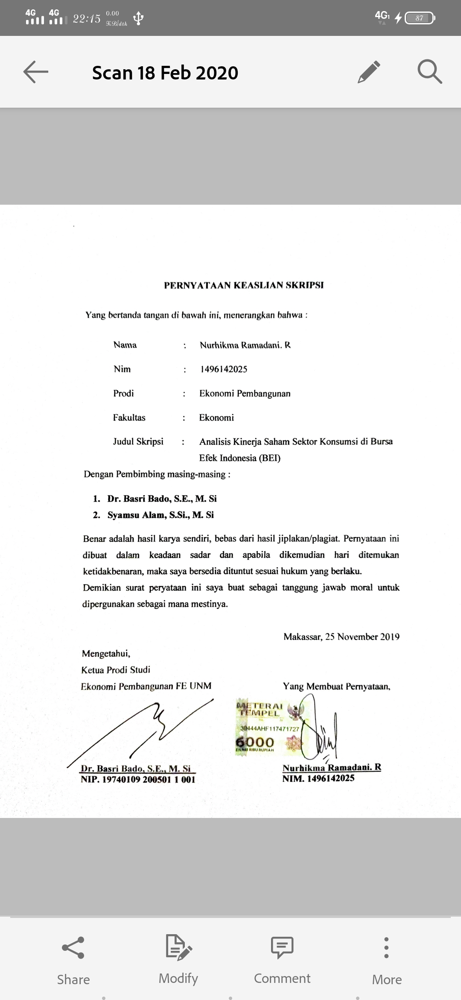 4G 4G 22:15 0.00 KB/dtk 4G1 87
Scan 18 Feb 2020
PERNYATAAN KEASLIAN SKRIPSI
Yang bertanda tangan di bawah ini, menerangkan bahwa :
Nama : Nurhikma Ramadani. R
Nim : 1496142025
Prodi : Ekonomi Pembangunan
Fakultas : Ekonomi
Judul Skripsi : Analisis Kinerja Saham Sektor Konsumsi di Bursa
Efek Indonesia (BEI)
Dengan Pembimbing masing-masing :
1. Dr. Basri Bado, S.E., M. Si
2. Syamsu Alam, S.Si., M. Si
Benar adalah hasil karya sendiri, bebas dari hasil jiplakan/plagiat. Pernyataan ini
dibuat dalam keadaan sadar dan apabila dikemudian hari ditemukan
ketidakbenaran, maka saya bersedia dituntut sesuai hukum yang berlaku.
Demikian surat peryataan ini saya buat sebagai tanggung jawab moral untuk
dipergunakan sebagai mana mestinya.
Makassar, 25 November 2019
Mengetahui,
Ketua Prodi Studi
Ekonomi Pembangunan FE UNM
Yang Membuat Pernyataan,
METERAI
TEMPEL
39444AHF117471727
6000
ENAM RIBU RUPIAH
Dr. Basri Bado, S.E., M. Si
NIP. 19740109 200501 1 001
Nurhikma Ramadani. R
NIM. 1496142025
Share Modify Comment More